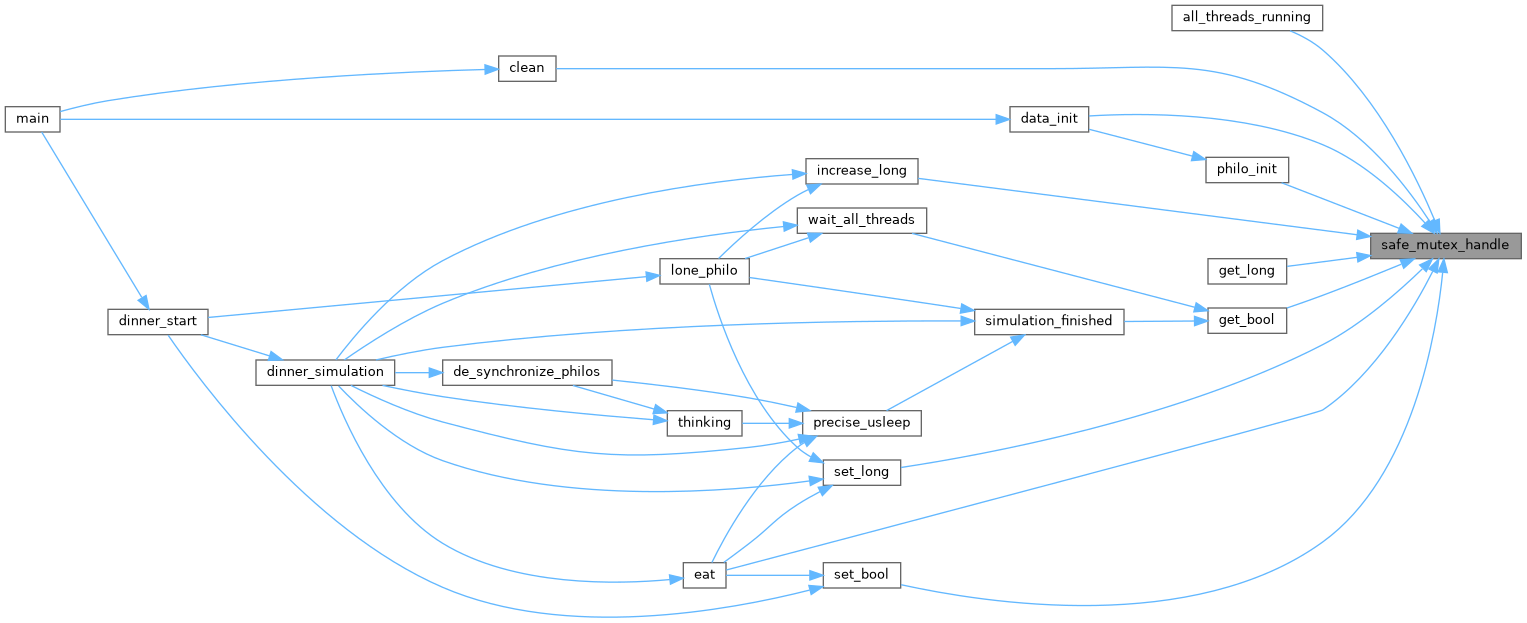 all_threads_running
clean
main
data_init
increase_long
philo_init
wait_all_threads
safe_mutex_handle
lone_philo
get_long
dinner_start
simulation_finished
get_bool
dinner_simulation
de_synchronize_philos
thinking
precise_usleep
set_long
eat
set_bool